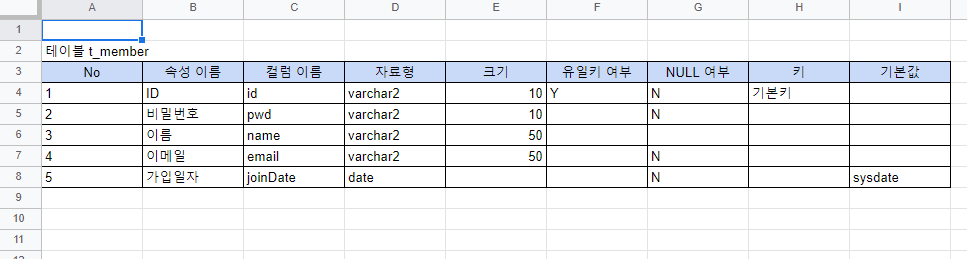 A B C D E F G H I
1
2 테이블 t_member
3 No 속성 이름 컬럼 이름 자료형 크기 유일키 여부 NULL 여부 키 기본값
4 1 ID id varchar2 10 Y N 기본키
5 2 비밀번호 pwd varchar2 10 N
6 3 이름 name varchar2 50
7 4 이메일 email varchar2 50 N
8 5 가입일자 joinDate date N sysdate
9
10
11